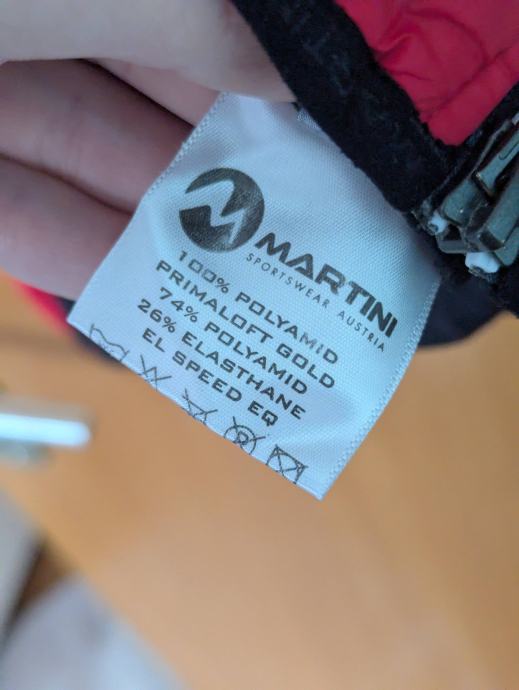 MARTINI
SPORTSWEAR AUSTRIA
100% POLYAMID
PRIMALOFT GOLD
74% POLYAMID
26% ELASTHANE
EL SPEED EQ